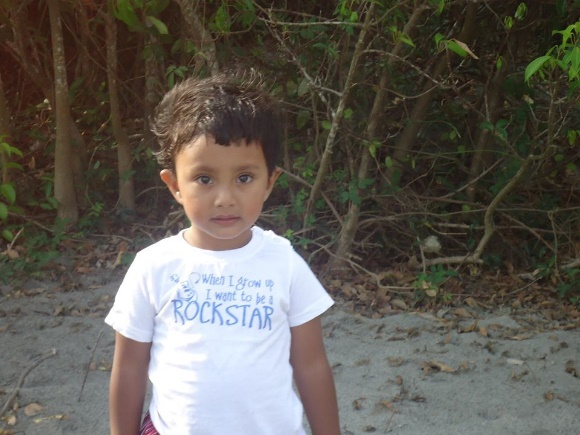 When I grow up
I want to be a
ROCKSTAR